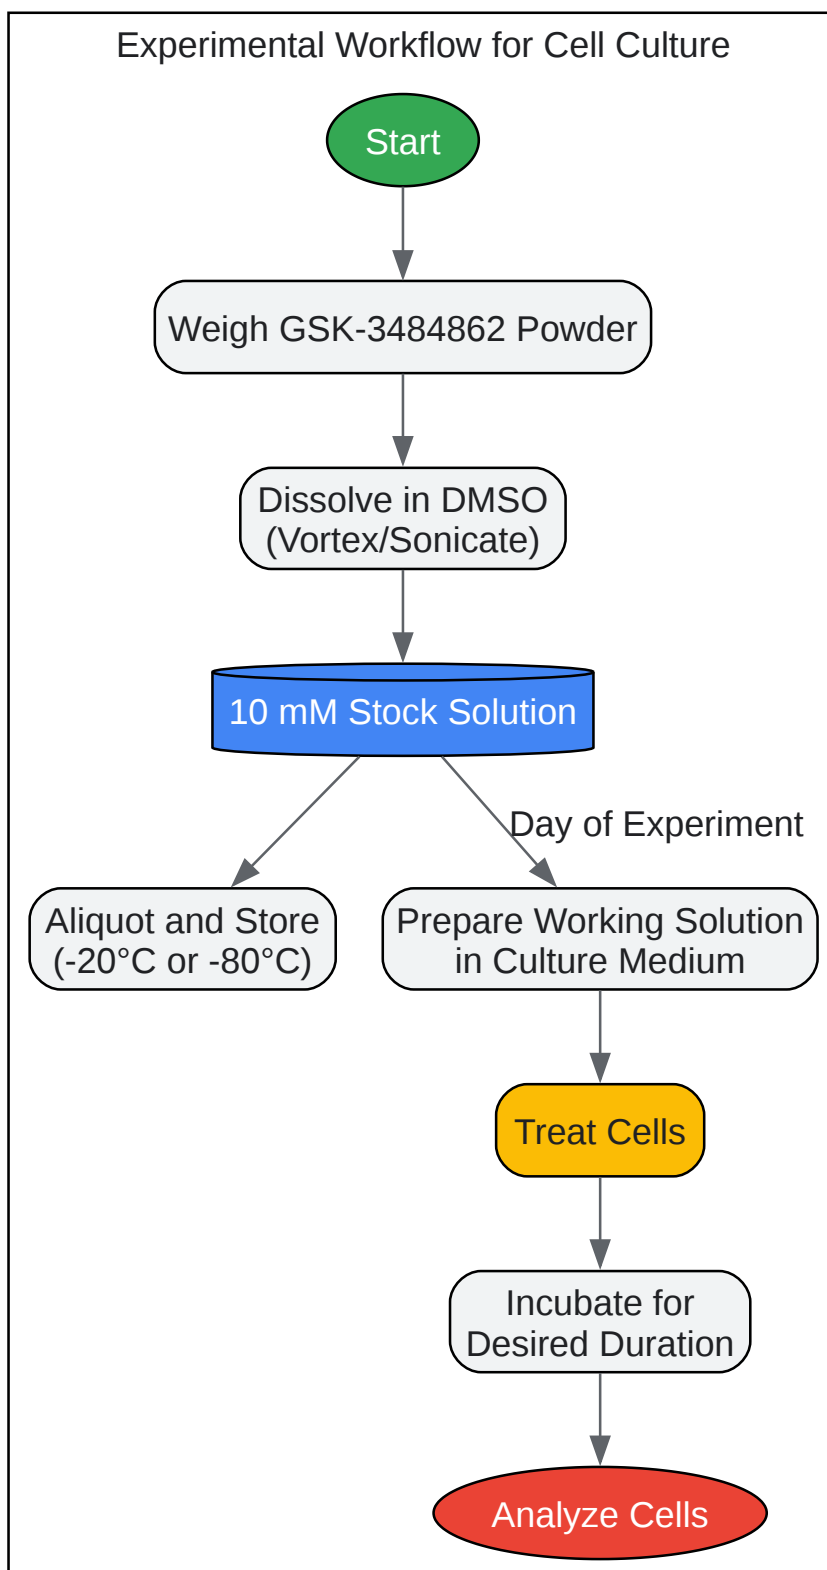 Experimental Workflow for Cell Culture
Start
Weigh GSK-3484862 Powder
Dissolve in DMSO
(Vortex/Sonicate)
10 mM Stock Solution
Day of Experiment
Aliquot and Store
(-20°C or -80°C)
Prepare Working Solution
in Culture Medium
Treat Cells
Incubate for
Desired Duration
Analyze Cells